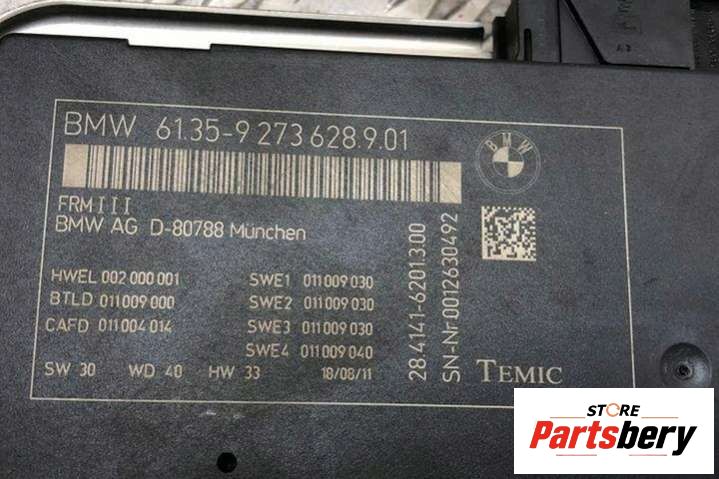 BMW 61.35-9 273 628.9.01
BMW
FRM III
BMW AG D-80788 München
HWEL 002 000 001
BTLD 011 009 000
CAFD 011 004 014
SWE1 011 009 030
SWE2 011 009 030
SWE3 011 009 030
SWE4 011 009 040
SW 30 WD 40 HW 33 18/08/11
28.4141-6201.3.00
SN-Nr 0012630492
TEMIC
STORE
Partsbery